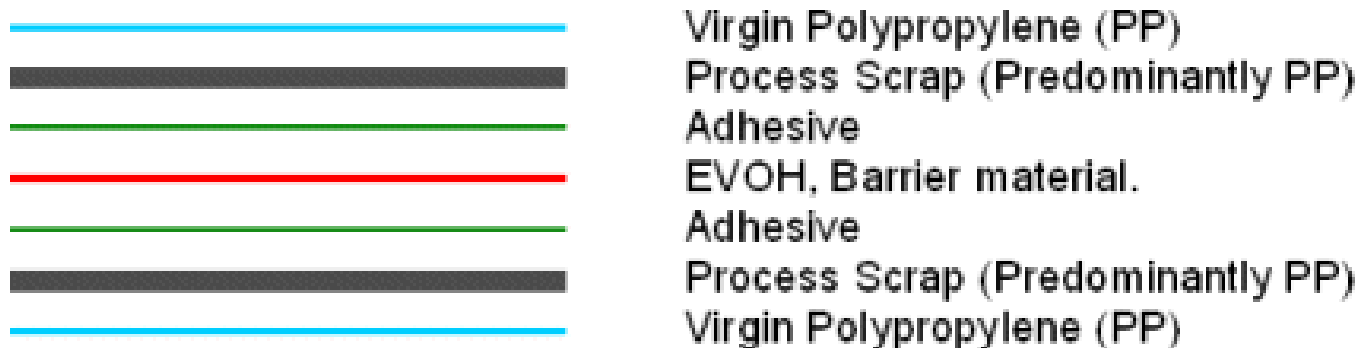 Virgin Polypropylene (PP)
Process Scrap (Predominantly PP)
Adhesive
EVOH, Barrier material.
Adhesive
Process Scrap (Predominantly PP)
Virgin Polypropylene (PP)